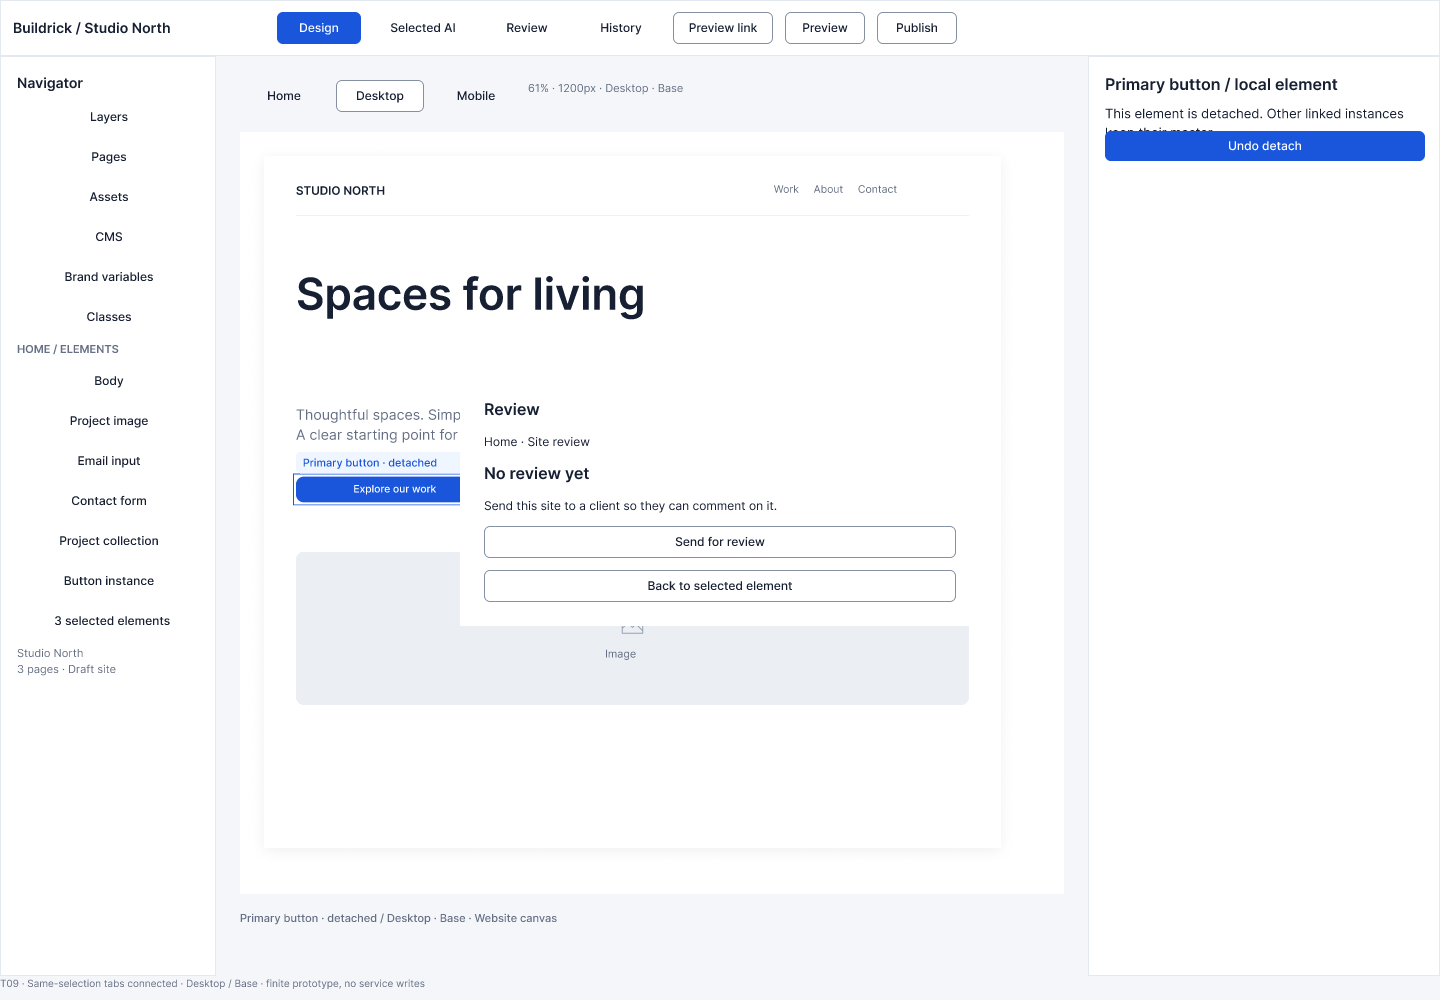 Buildrick / Studio North
Design
Selected AI
Review
History
Preview link
Preview
Publish
Navigator
Layers
Pages
Assets
CMS
Brand variables
Classes
HOME / ELEMENTS
Body
Project image
Email input
Contact form
Project collection
Button instance
3 selected elements
Studio North
3 pages · Draft site
Home
Desktop
Mobile
61% · 1200px · Desktop · Base
STUDIO NORTH
Work
About
Contact
Spaces for living
Thoughtful spaces. Simp
A clear starting point for
Primary button · detached
Explore our work
Review
Home · Site review
No review yet
Send this site to a client so they can comment on it.
Send for review
Back to selected element
Image
Primary button · detached / Desktop · Base · Website canvas
Primary button / local element
This element is detached. Other linked instances
Undo detach
T09 · Same-selection tabs connected · Desktop / Base · finite prototype, no service writes